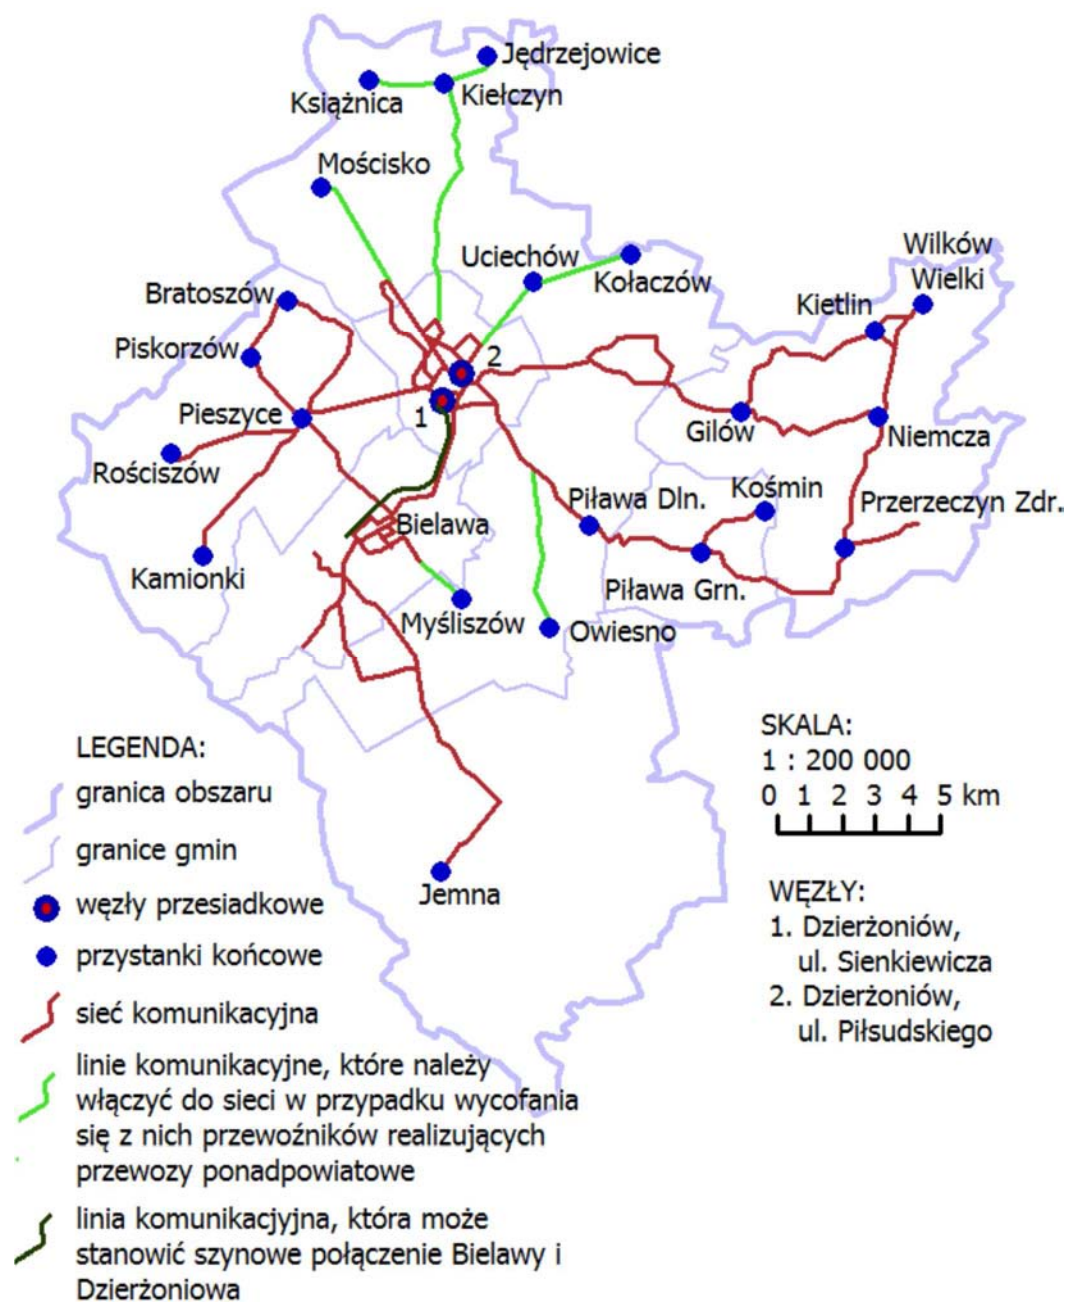 Jędrzejowice
Książnica
Kiełczyn
Mościsko
Uciechów
Kołaczów
Wilków
Wielki
Bratoszów
Kietlin
Piskorzów
2
Pieszyce
1
Gilów
Niemcza
Rościszów
Bielawa
Piława Dln.
Kośmin
Przerzeczyn Zdr.
Kamionki
Piława Grn.
Myśliszów
Owiesno
Jemna
SKALA:
1 : 200 000
0 1 2 3 4 5 km
WĘZŁY:
1. Dzierżoniów,
ul. Sienkiewicza
2. Dzierżoniów,
ul. Piłsudskiego
LEGENDA:
granica obszaru
granice gmin
węzły przesiadkowe
przystanki końcowe
sieć komunikacyjna
linie komunikacyjne, które należy
włączyć do sieci w przypadku wycofania
się z nich przewoźników realizujących
przewozy ponadpowiatowe
linia komunikacjyjna, która może
stanowić szynowe połączenie Bielawy i
Dzierżoniowa